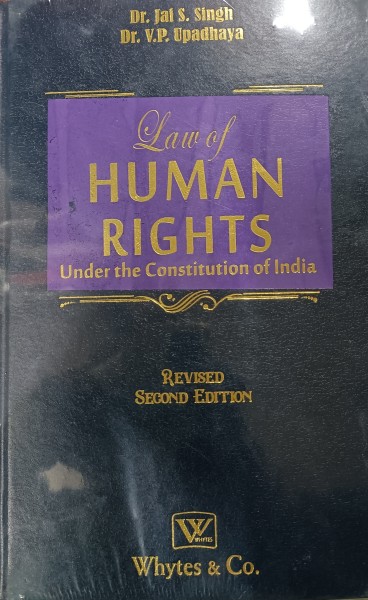 Dr. Jai S. Singh
Dr. V.P. Upadhaya
Law of
HUMAN
RIGHTS
Under the Constitution of India
REVISED
SECOND EDITION
W
WHYTES
Whytes & Co.